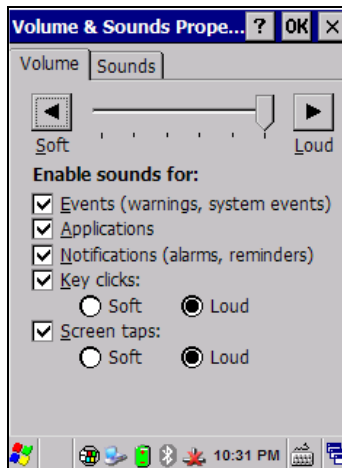 Volume & Sounds Prope... ? OK ×
Volume Sounds
Soft Loud
Enable sounds for:
Events (warnings, system events)
Applications
Notifications (alarms, reminders)
Key clicks:
Soft Loud
Screen taps:
Soft Loud
10:31 PM